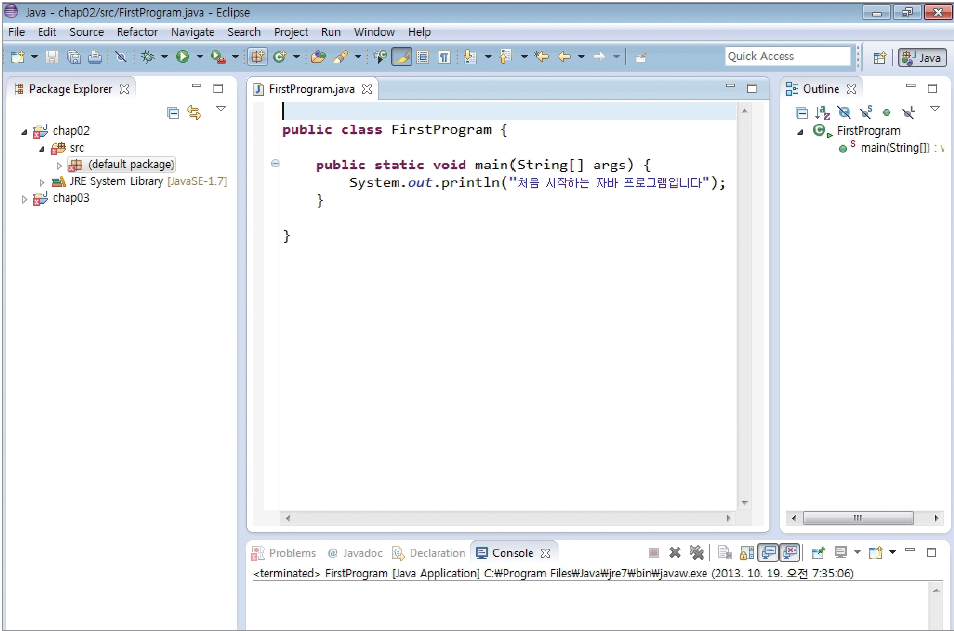 Java - chap02/src/FirstProgram.java - Eclipse
File Edit Source Refactor Navigate Search Project Run Window Help
Quick Access
Java
Package Explorer
chap02
src
(default package)
JRE System Library [JavaSE-1.7]
chap03
FirstProgram.java
public class FirstProgram {
public static void main(String[] args) {
System.out.println("처음 시작하는 자바 프로그램입니다");
}
}
Outline
FirstProgram
main(String[]) :
Problems @ Javadoc Declaration Console
<terminated> FirstProgram [Java Application] C:₩Program Files₩Java₩jre7₩bin₩javaw.exe (2013. 10. 19. 오전 7:35:06)